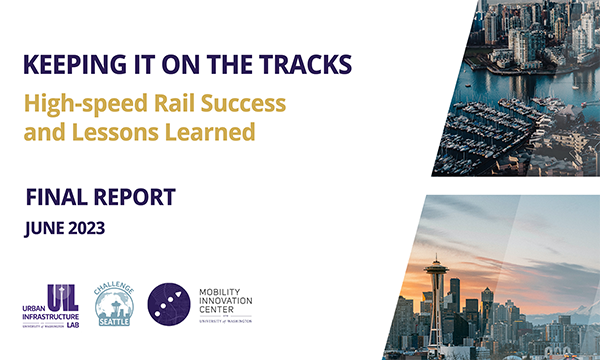 KEEPING IT ON THE TRACKS
High-speed Rail Success
and Lessons Learned
FINAL REPORT
JUNE 2023
URBAN UIL
INFRASTRUCTURE
UNIVERSITY OF WASHINGTON LAB
CHALLENGE
SEATTLE
MOBILITY
INNOVATION
CENTER
UNIVERSITY of WASHINGTON